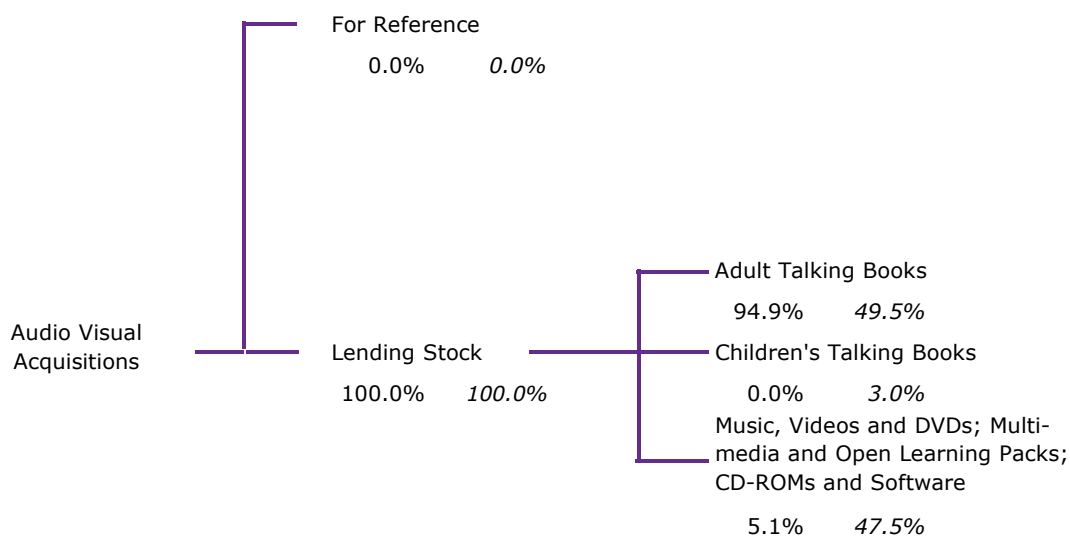 For Reference
0.0% 0.0%
Adult Talking Books
94.9% 49.5%
Audio Visual
Acquisitions
Lending Stock
100.0% 100.0%
Children's Talking Books
0.0% 3.0%
Music, Videos and DVDs; Multi-
media and Open Learning Packs;
CD-ROMs and Software
5.1% 47.5%